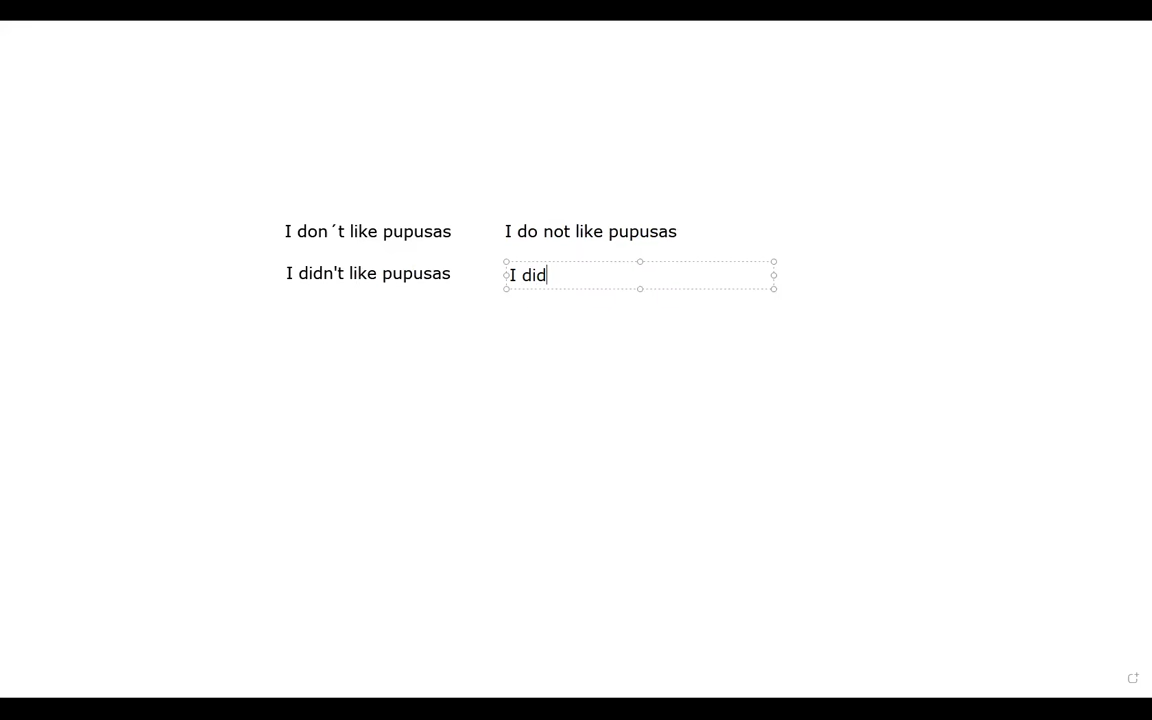 I don´t like pupusas
I do not like pupusas
I didn't like pupusas
I did